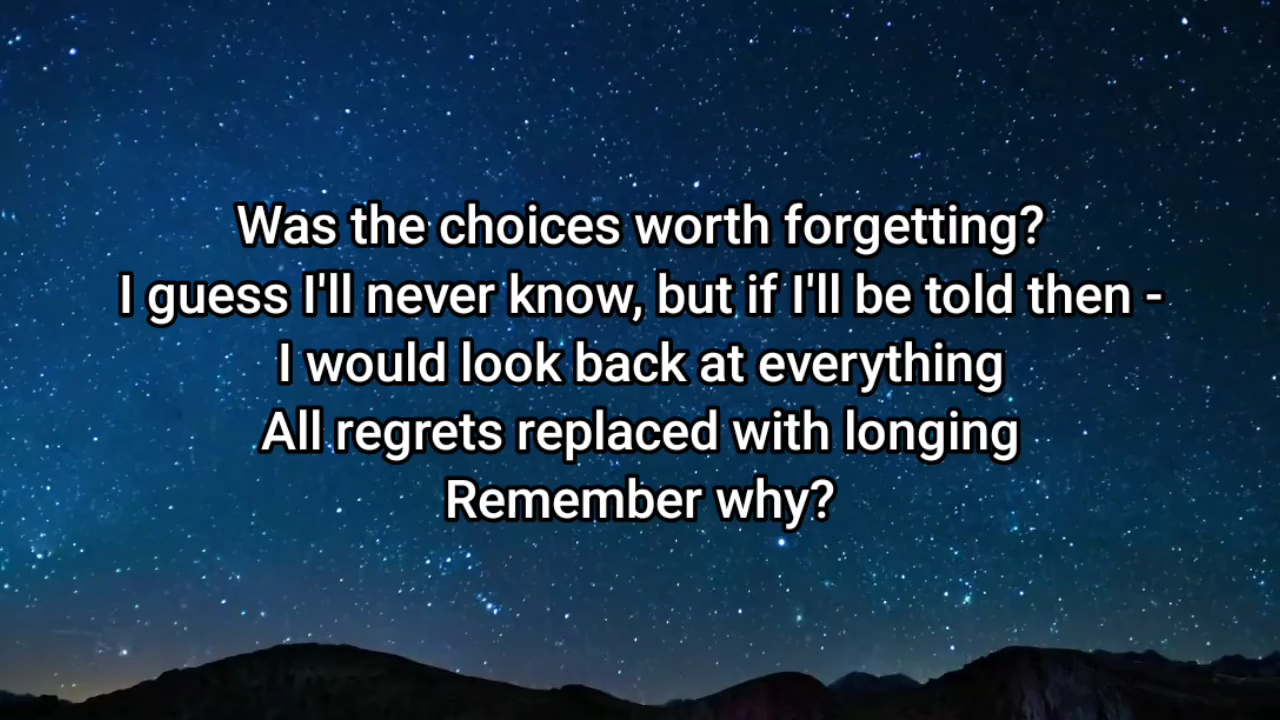 Was the choices worth forgetting?
I guess I'll never know, but if I'll be told then -
I would look back at everything
All regrets replaced with longing
Remember why?